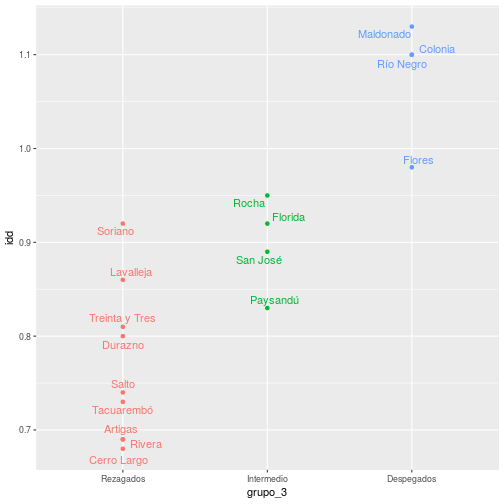 Maldonado
Colonia
1.1
Río Negro
Flores
1.0
Rocha
Florida
Soriano
0.9
San José
Lavalleja
Paysandú
Treinta y Tres
0.8
Durazno
Salto
Tacuarembó
0.7
Artigas
Rivera
Cerro Largo
idd
Rezagados Intermedio Despegados
grupo_3